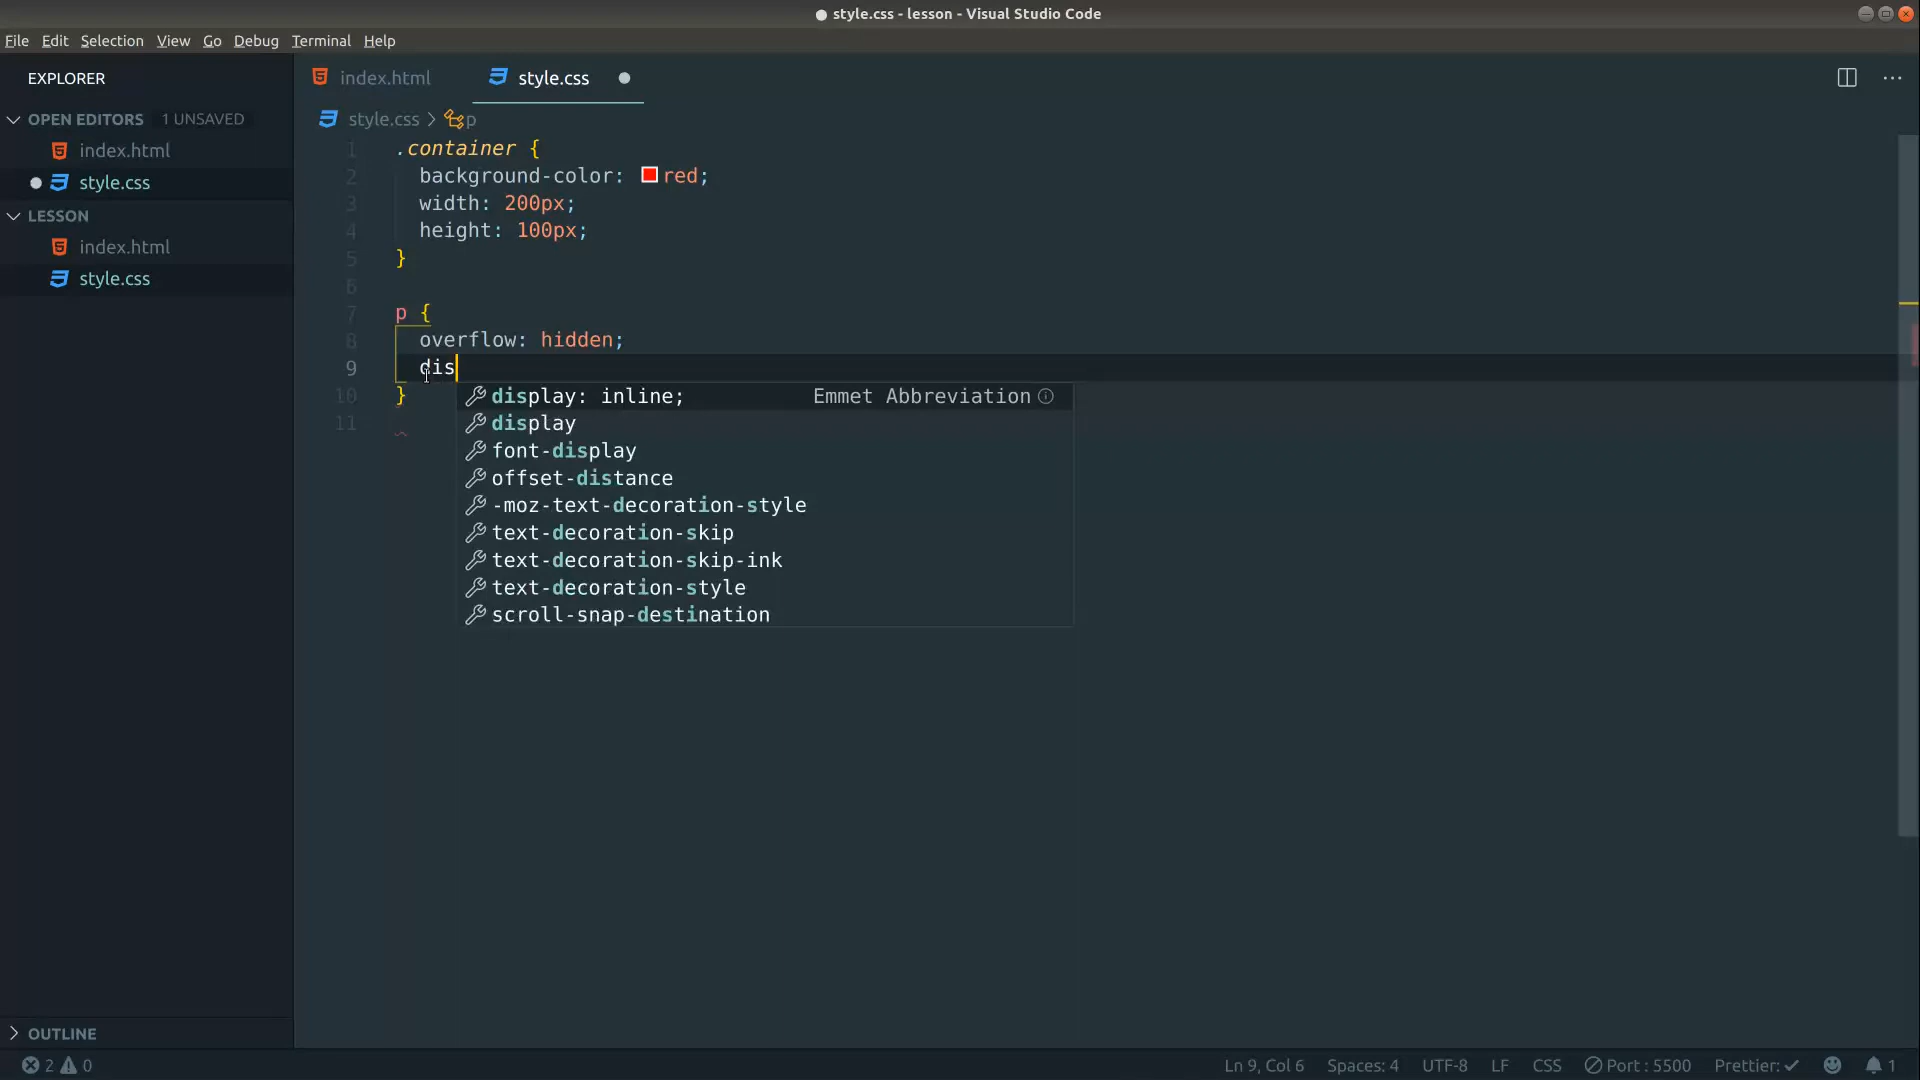 style.css - lesson - Visual Studio Code
File Edit Selection View Go Debug Terminal Help
EXPLORER
OPEN EDITORS 1 UNSAVED
index.html
style.css
LESSON
index.html
style.css
OUTLINE
index.html style.css
style.css > p
1 .container {
2 background-color: red;
3 width: 200px;
4 height: 100px;
5 }
6
7 p {
8 overflow: hidden;
9 dis
10 }
11
display: inline; Emmet Abbreviation
display
font-display
offset-distance
-moz-text-decoration-style
text-decoration-skip
text-decoration-skip-ink
text-decoration-style
scroll-snap-destination
2 0 Ln 9, Col 6 Spaces: 4 UTF-8 LF CSS Port : 5500 Prettier: ✓ 1